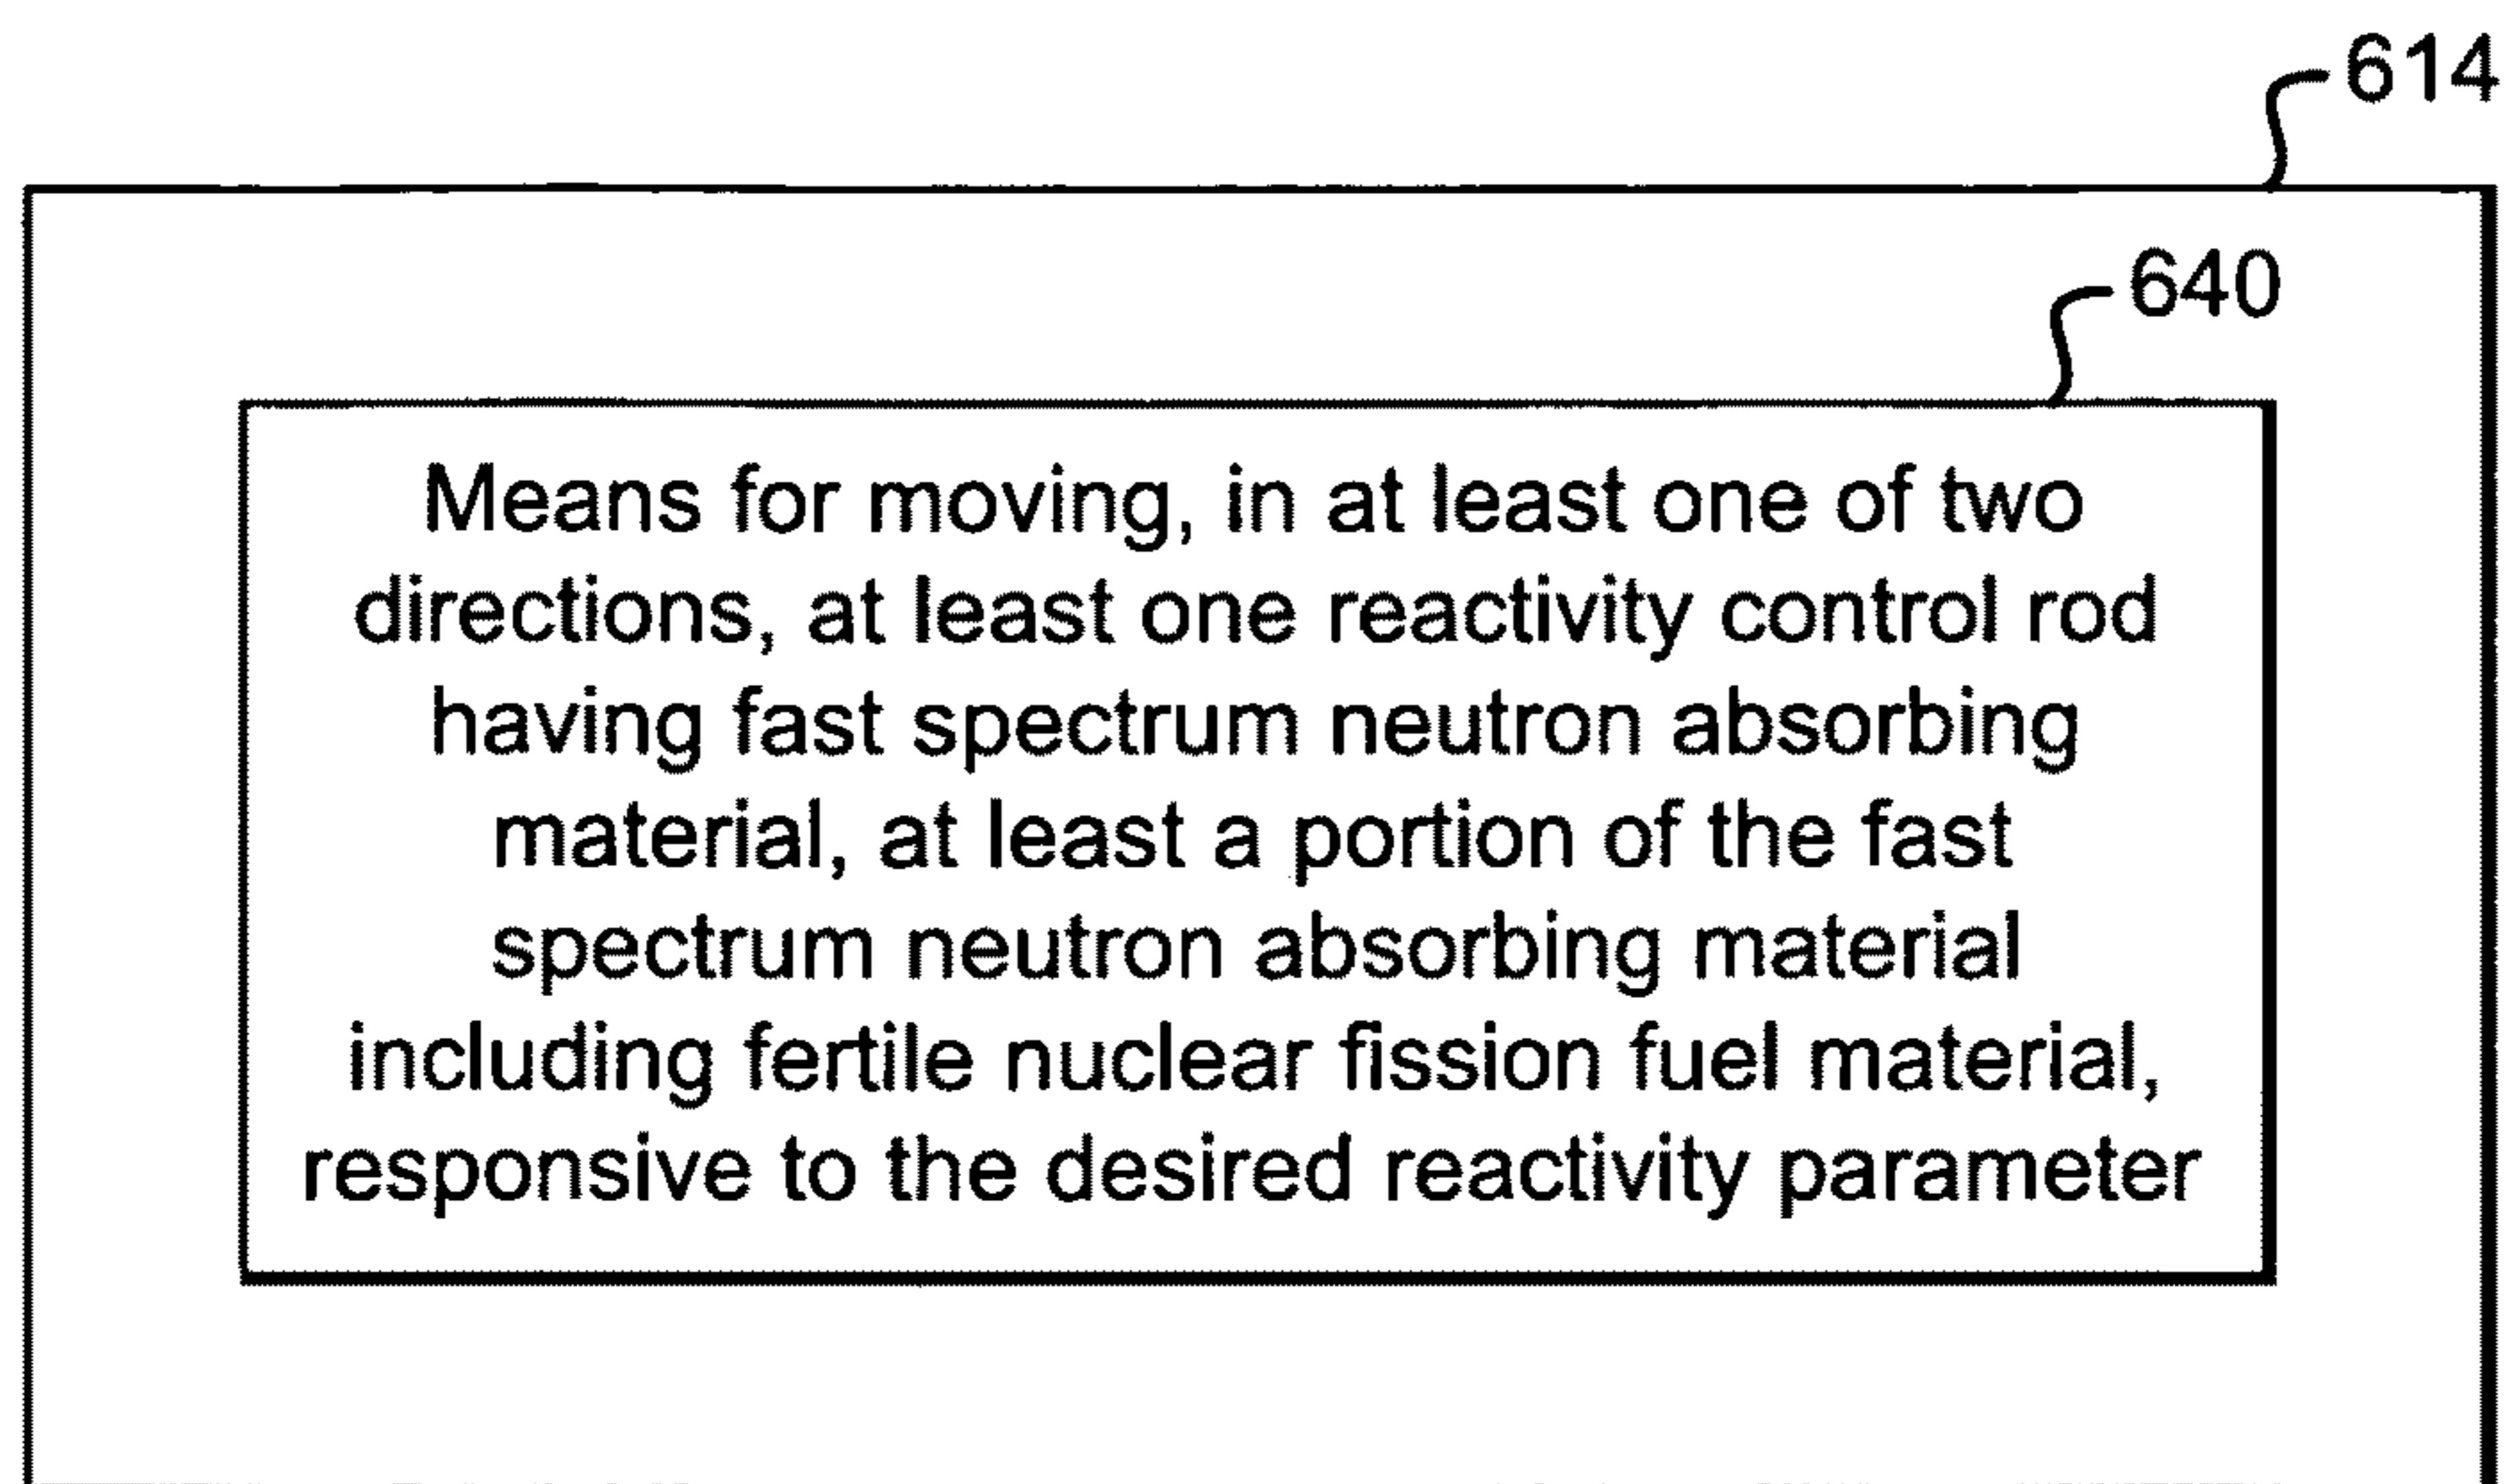 614
640
Means for moving, in at least one of two
directions, at least one reactivity control rod
having fast spectrum neutron absorbing
material, at least a portion of the fast
spectrum neutron absorbing material
including fertile nuclear fission fuel material,
responsive to the desired reactivity parameter